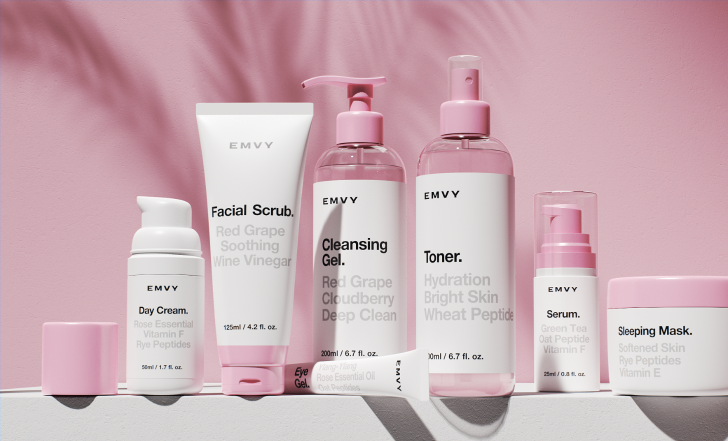 EMVY
Day Cream.
Rose Essential
Vitamin F
Rye Peptides
50ml / 1.7 fl. oz.
EMVY
Facial Scrub.
Red Grape
Soothing
Wine Vinegar
125ml / 4.2 fl. oz.
EMVY
Cleansing
Gel.
Red Grape
Cloudberry
Deep Clean
200ml / 6.7 fl. oz.
Eye
Gel.
Ylang-Ylang
Rose Essential Oil
EMVY
EMVY
Toner.
Hydration
Bright Skin
Wheat Peptide
00ml / 6.7 fl. oz.
EMVY
Serum.
Green Tea
Oat Peptide
Vitamin F
25ml / 0.8 fl. oz.
Sleeping Mask.
Softened Skin
Rye Peptides
Vitamin E